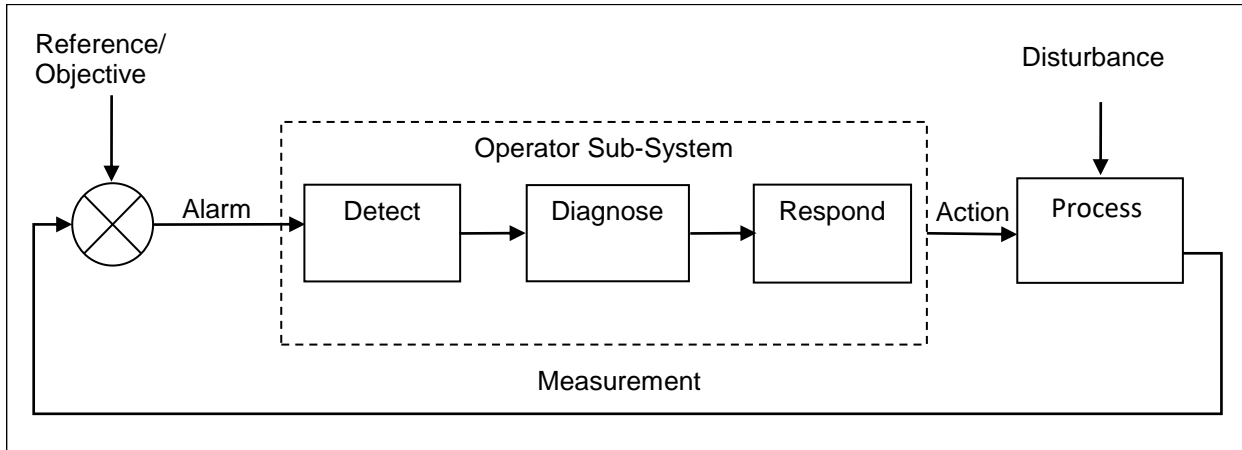 Reference/
Objective
Disturbance
Operator Sub-System
Alarm
Detect
Diagnose
Respond
Action
Process
Measurement